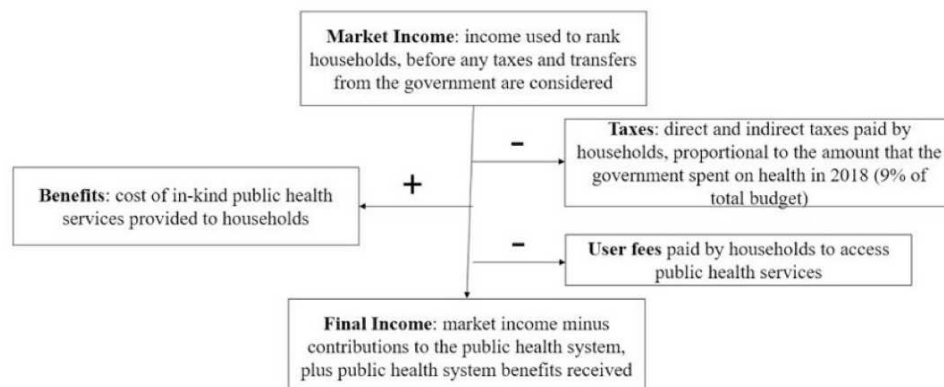 Market Income: income used to rank
households, before any taxes and transfers
from the government are considered
−
Taxes: direct and indirect taxes paid by
households, proportional to the amount that the
government spent on health in 2018 (9% of
total budget)
+
Benefits: cost of in-kind public health
services provided to households
−
User fees paid by households to access
public health services
Final Income: market income minus
contributions to the public health system,
plus public health system benefits received